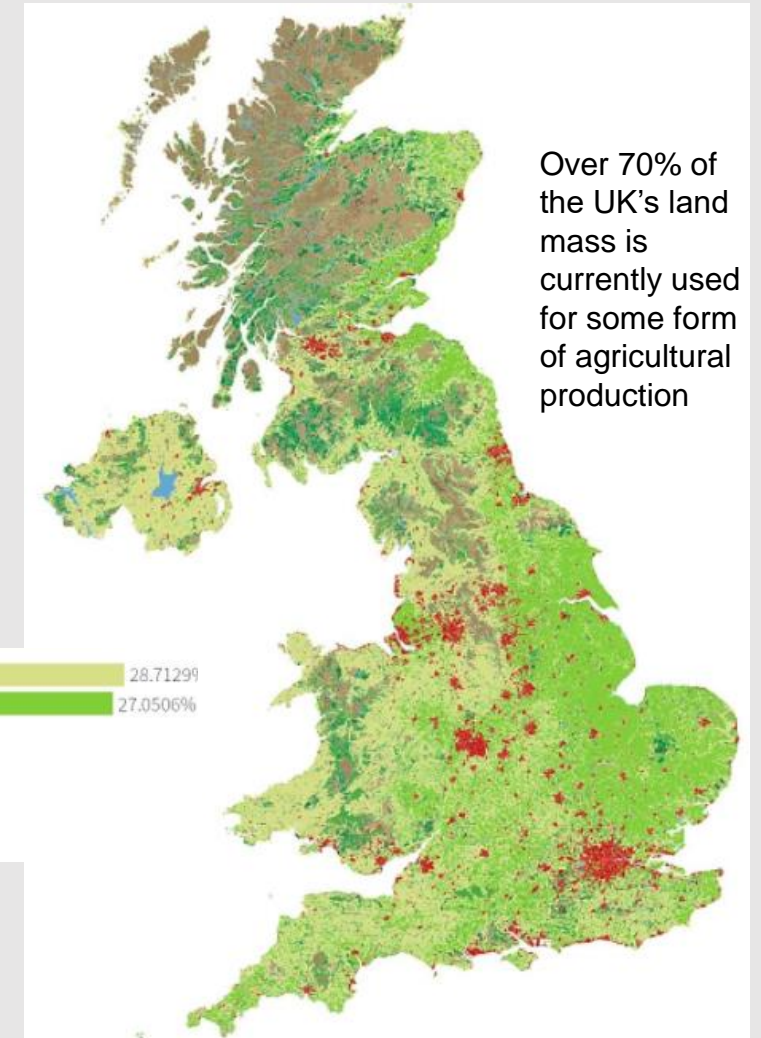 Over 70% of
the UK’s land
mass is
currently used
for some form
of agricultural
production
28.7129%
27.0506%